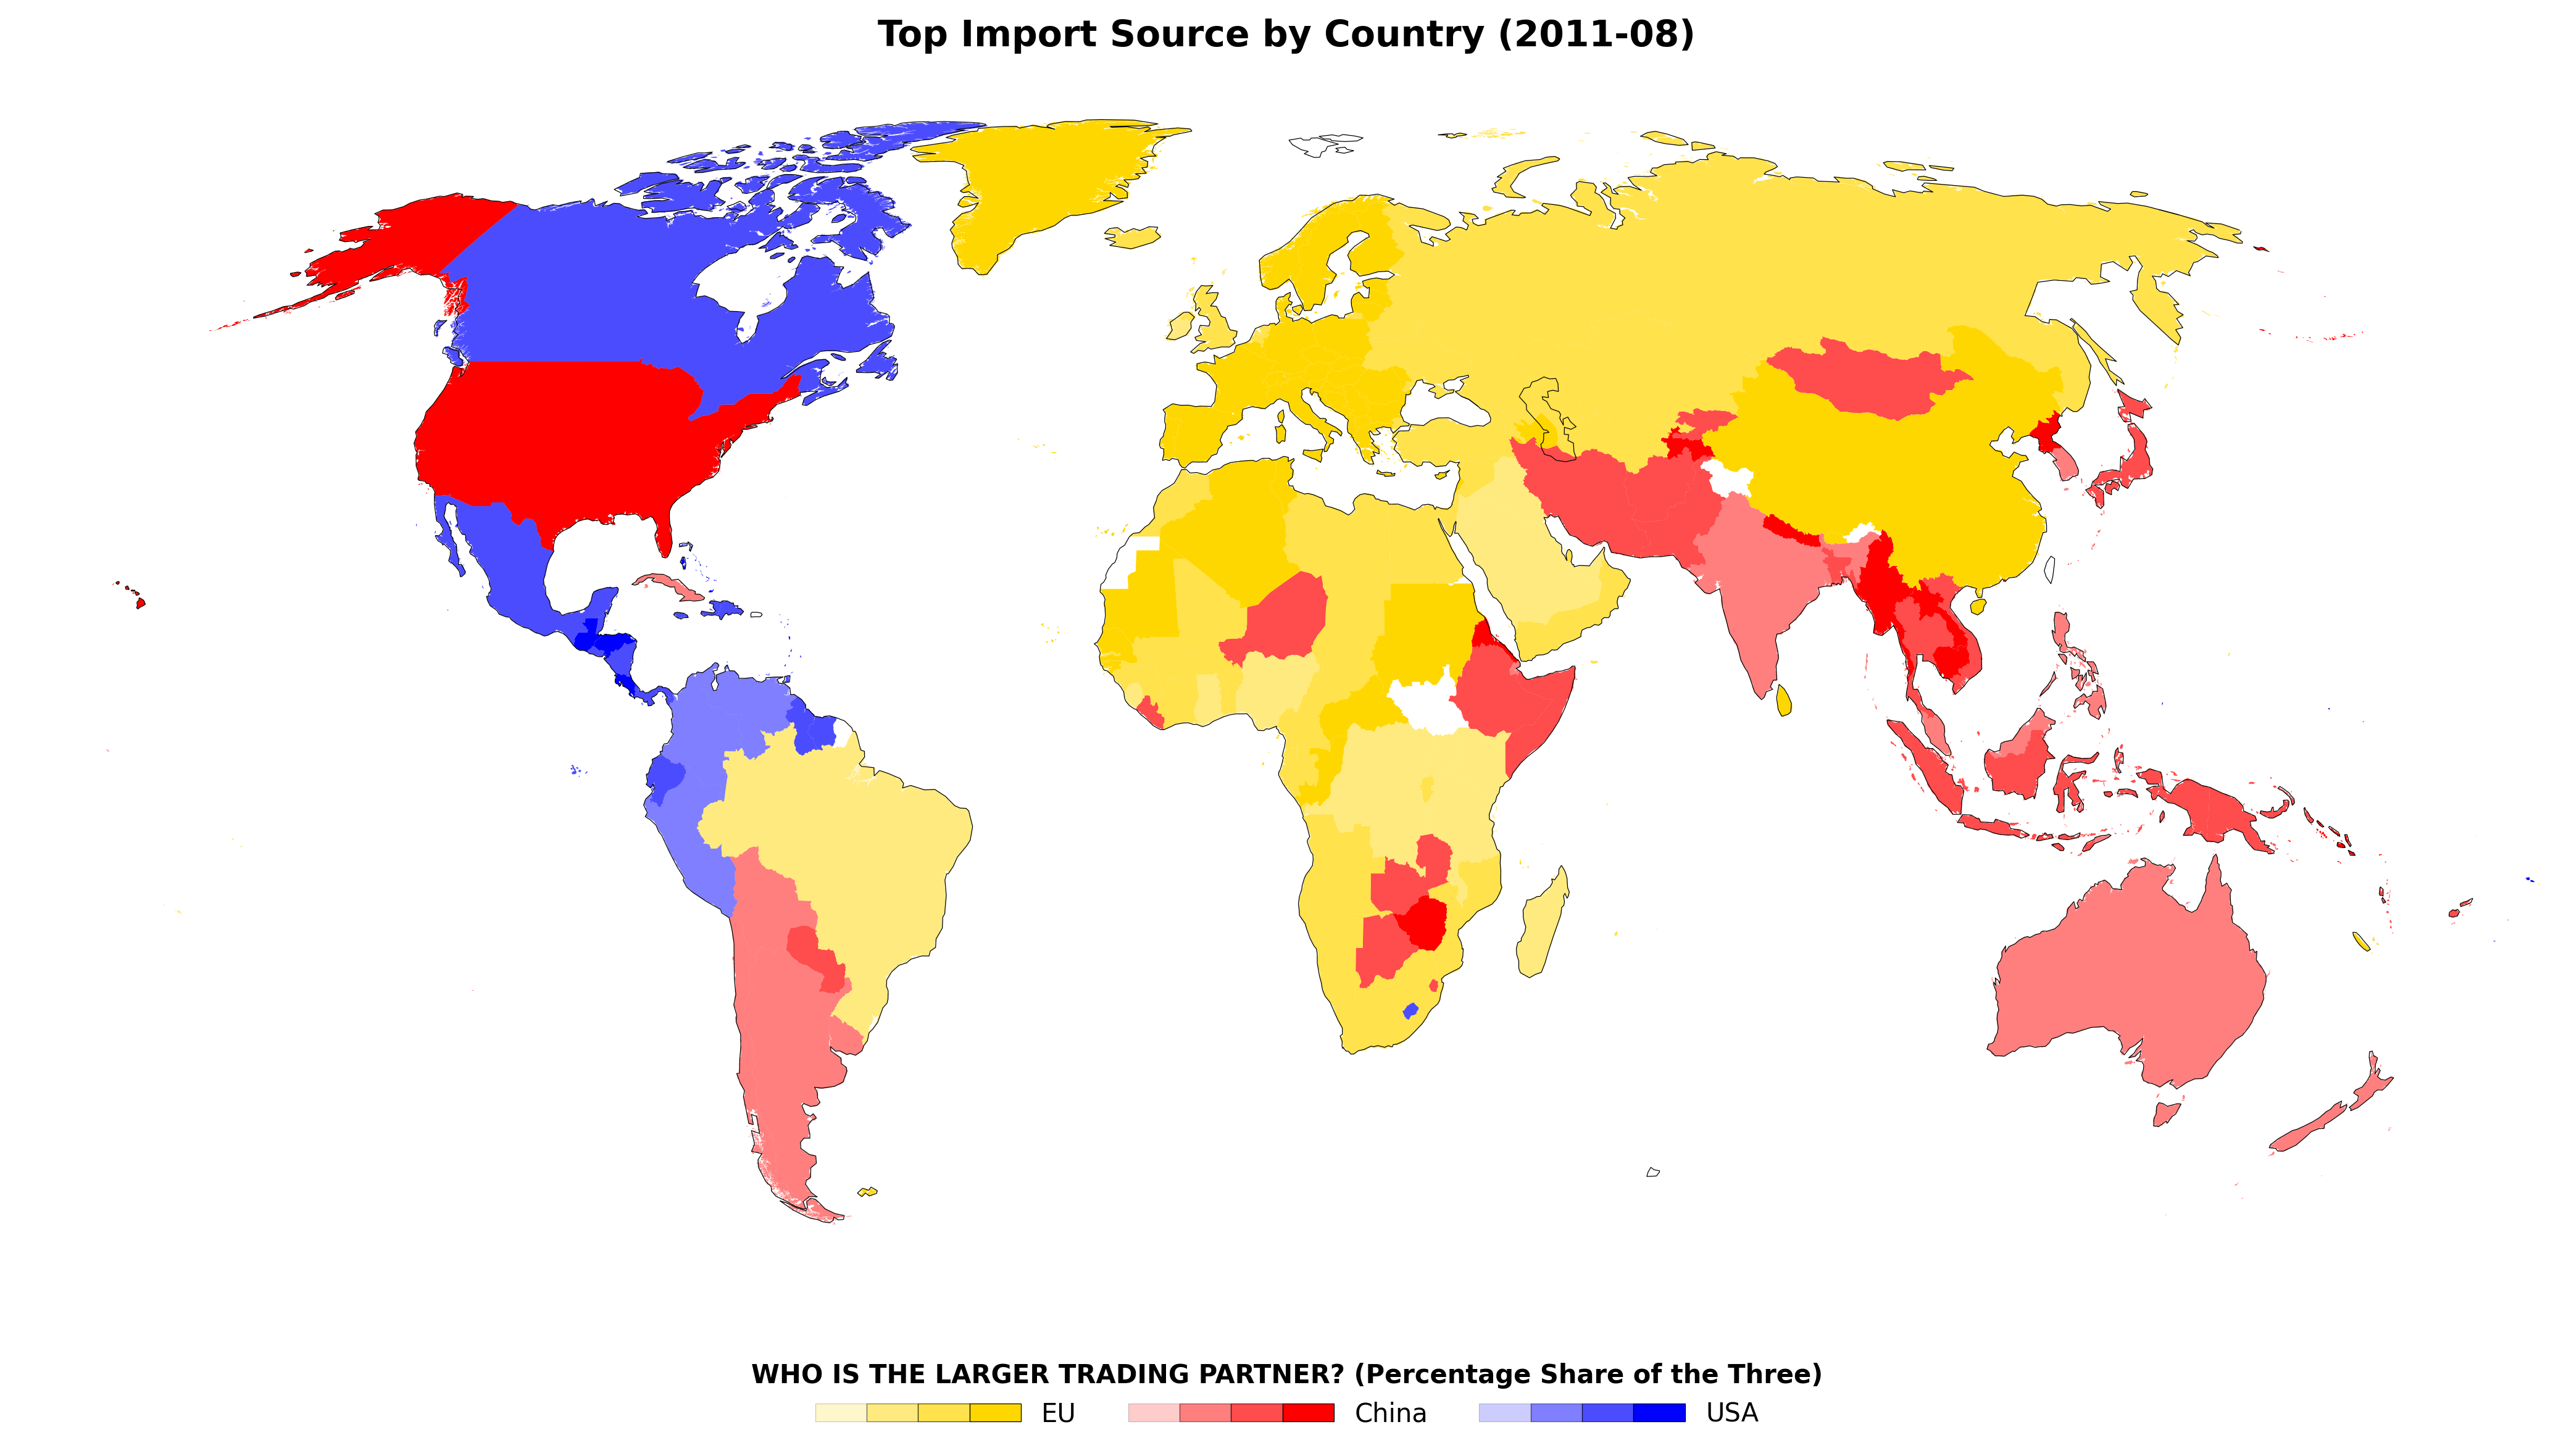 Top Import Source by Country (2011-08)
WHO IS THE LARGER TRADING PARTNER? (Percentage Share of the Three)
EU China USA